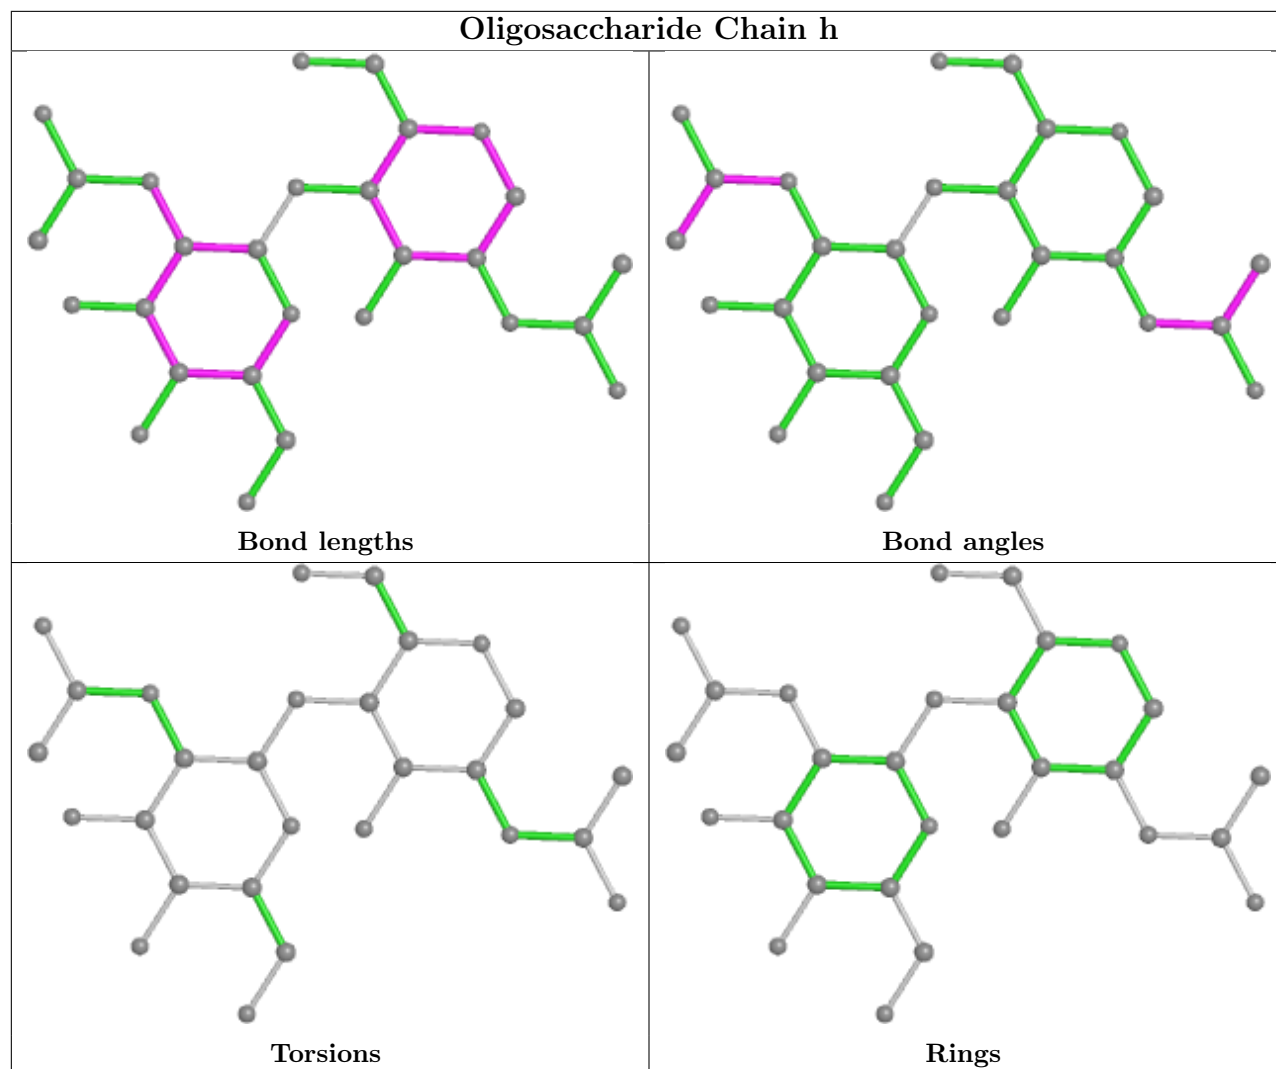 Oligosaccharide Chain h
Bond lengths
Bond angles
Torsions
Rings